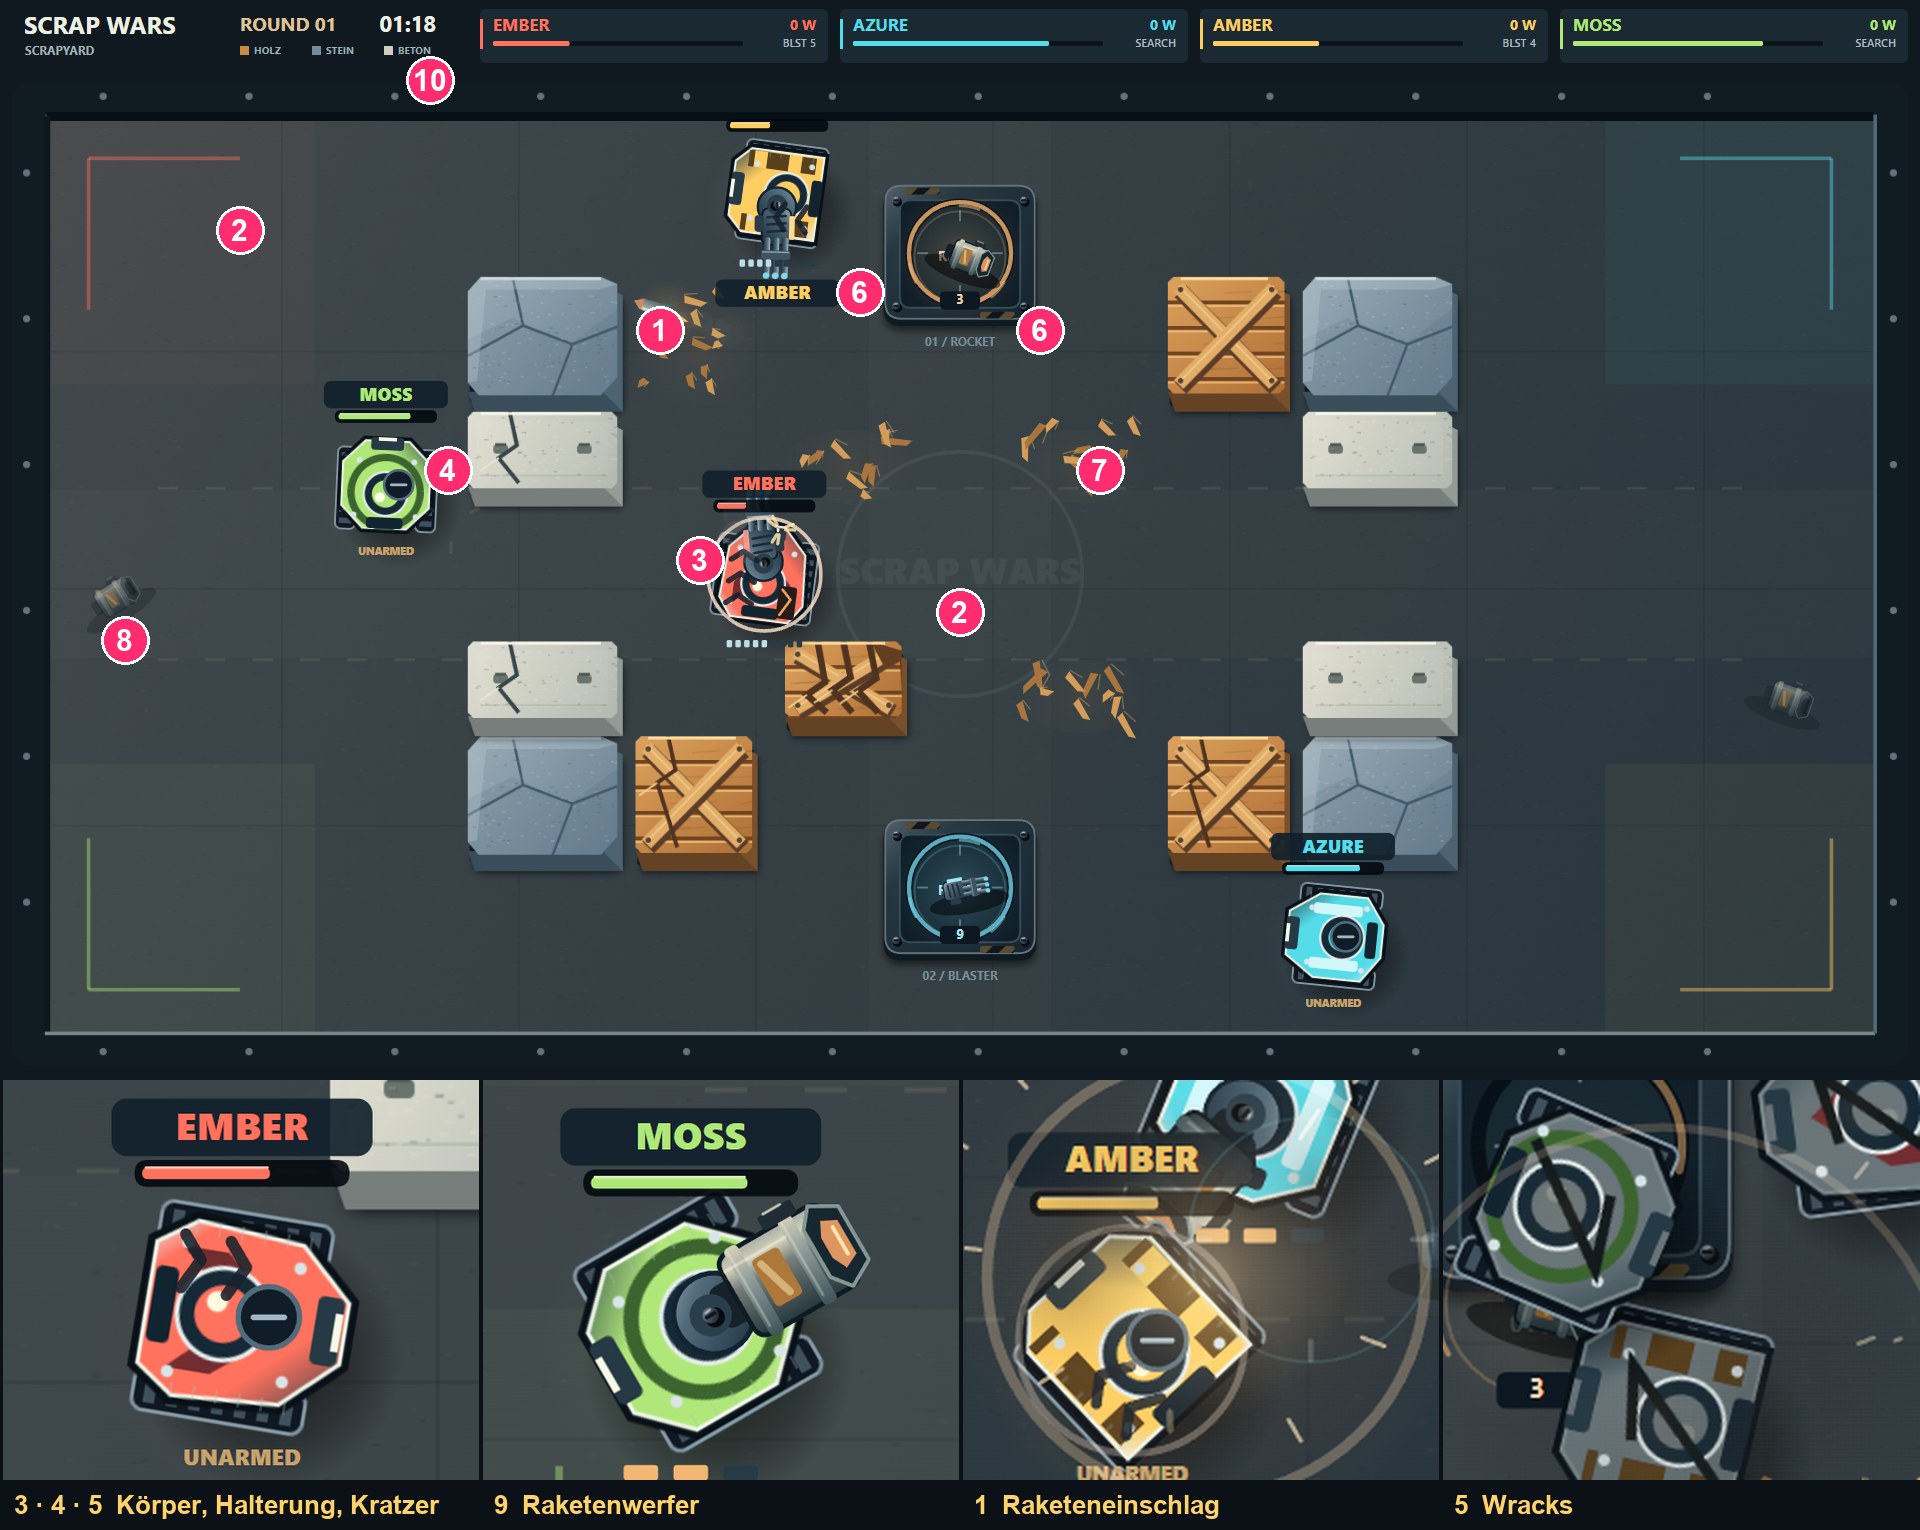 SCRAP WARS
SCRAPYARD
ROUND 01
01:18
HOLZ
STEIN
BETON
EMBER
0 W
BLST 5
AZURE
0 W
SEARCH
AMBER
0 W
BLST 4
MOSS
0 W
SEARCH
10
2
AMBER
6
3
1
6
01 / ROCKET
MOSS
4
UNARMED
EMBER
7
3
SCRAP WARS
2
8
AZURE
UNARMED
9
02 / BLASTER
EMBER
UNARMED
MOSS
AMBER
UNARMED
3
3 · 4 · 5 Körper, Halterung, Kratzer
9 Raketenwerfer
1 Raketeneinschlag
5 Wracks